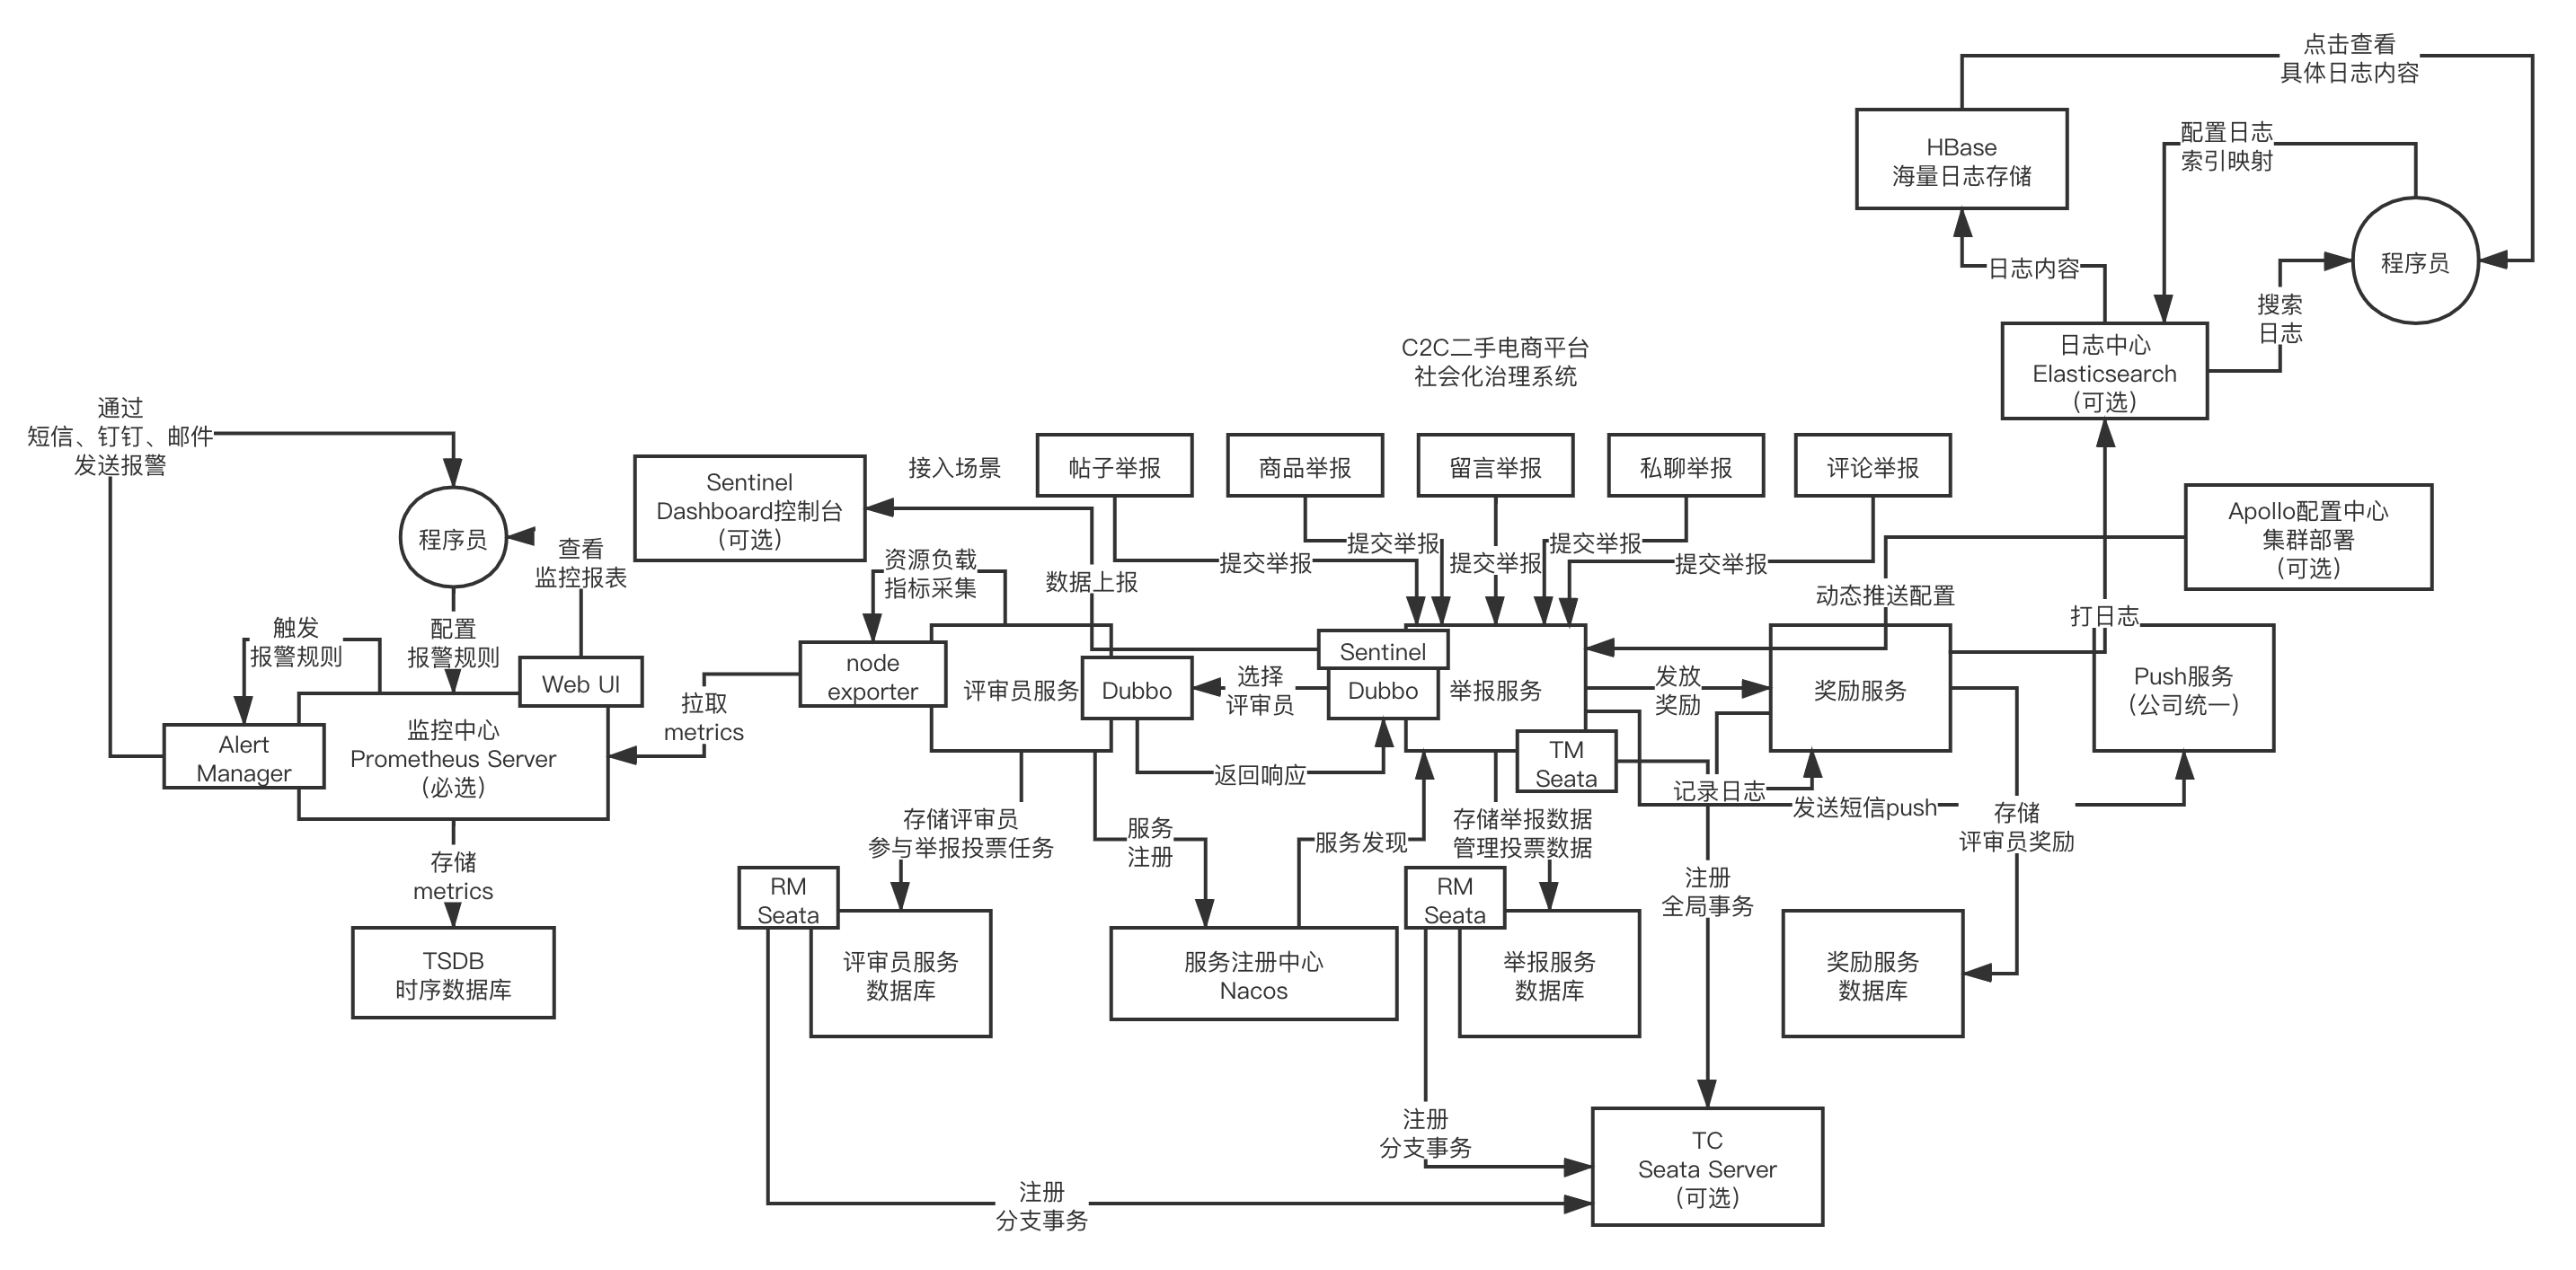 点击查看
具体日志内容
配置日志
索引映射
HBase
海量日志存储
程序员
日志内容
搜索
日志
日志中心
Elasticsearch
(可选)
C2C二手电商平台
社会化治理系统
通过
短信、钉钉、邮件
发送报警
Sentinel
Dashboard控制台
(可选)
接入场景
帖子举报
商品举报
留言举报
私聊举报
评论举报
Apollo配置中心
集群部署
(可选)
程序员
查看
监控报表
资源负载
指标采集
数据上报
提交举报
提交举报
提交举报
提交举报
提交举报
动态推送配置
打日志
触发
报警规则
配置
报警规则
Web UI
node
exporter
评审员服务
Dubbo
选择
评审员
Sentinel
Dubbo
举报服务
发放
奖励
奖励服务
Push服务
(公司统一)
拉取
metrics
Alert
Manager
监控中心
Prometheus Server
(必选)
返回响应
TM
Seata
记录日志
发送短信push
存储
评审员奖励
存储评审员
参与举报投票任务
服务
注册
服务发现
存储举报数据
管理投票数据
存储
metrics
RM
Seata
RM
Seata
注册
全局事务
TSDB
时序数据库
评审员服务
数据库
服务注册中心
Nacos
举报服务
数据库
奖励服务
数据库
注册
分支事务
TC
Seata Server
(可选)
注册
分支事务